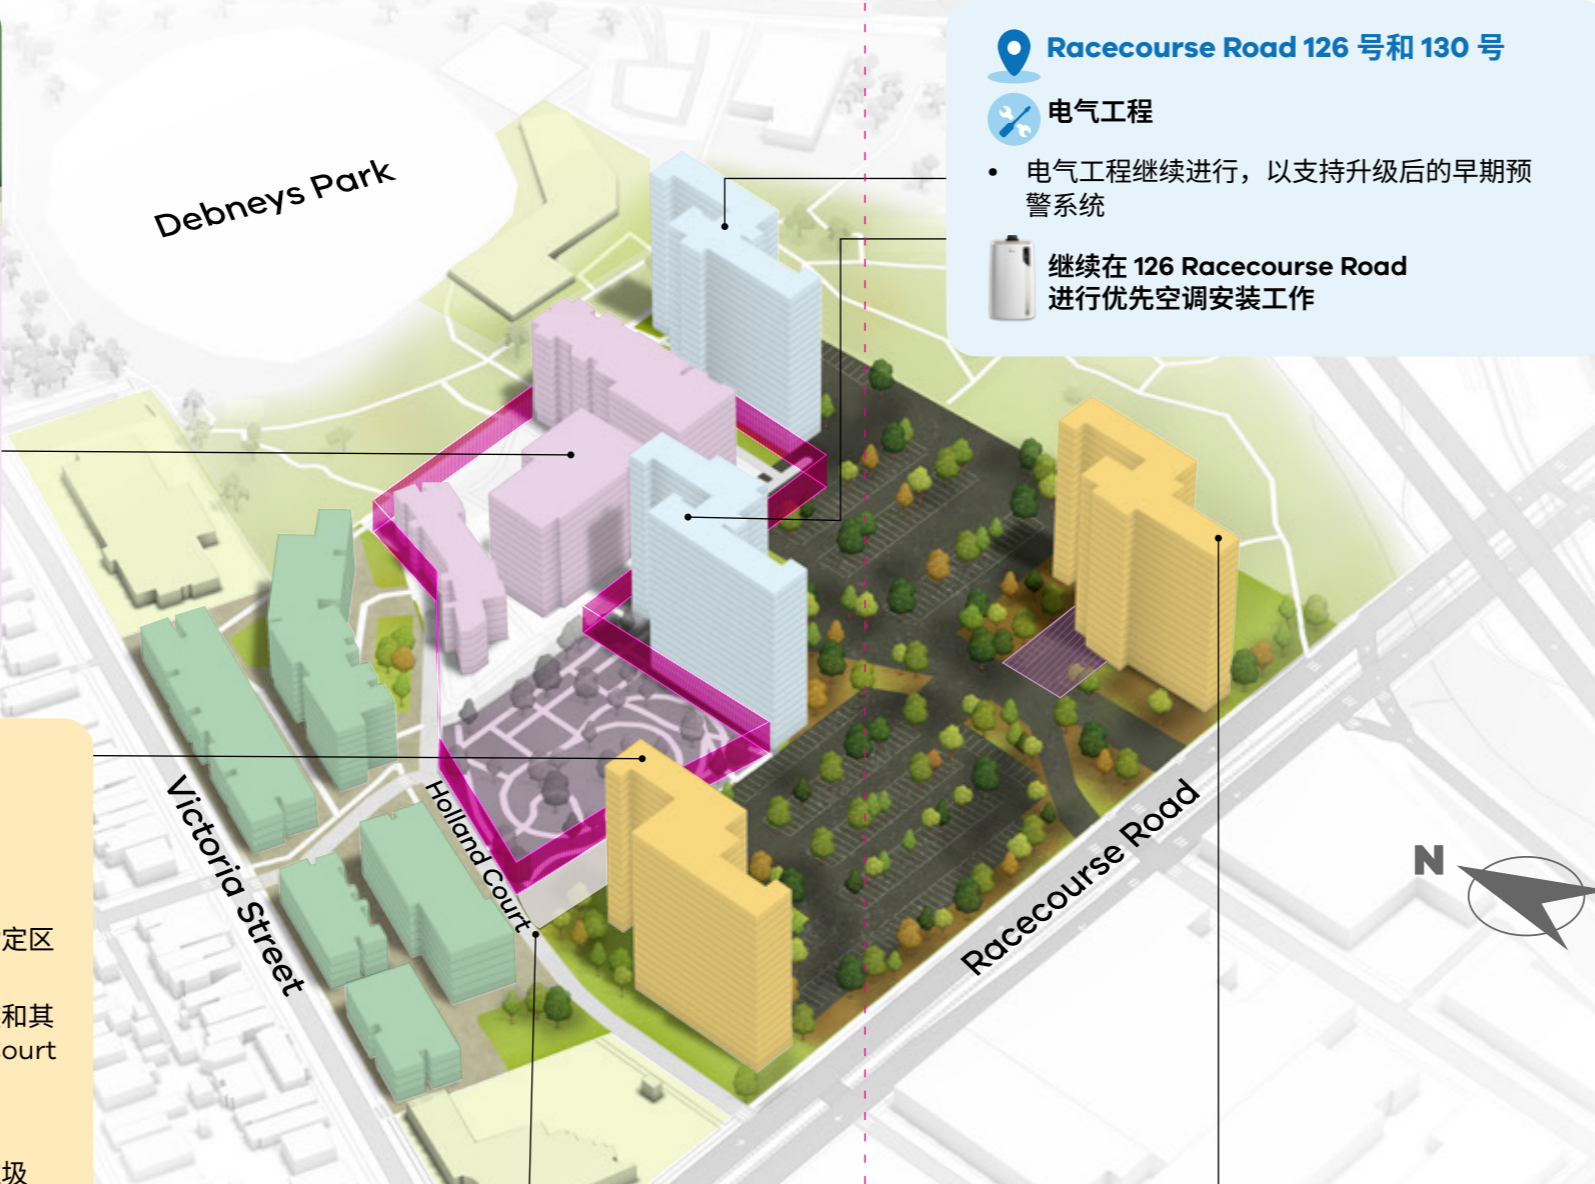 Racecourse Road 126 号和 130 号
电气工程
• 电气工程继续进行，以支持升级后的早期预
警系统
继续在 126 Racecourse Road
进行优先空调安装工作
Debneys Park
Victoria Street
Holland Court
Racecourse Road
N
定区
和其
ourt
圾